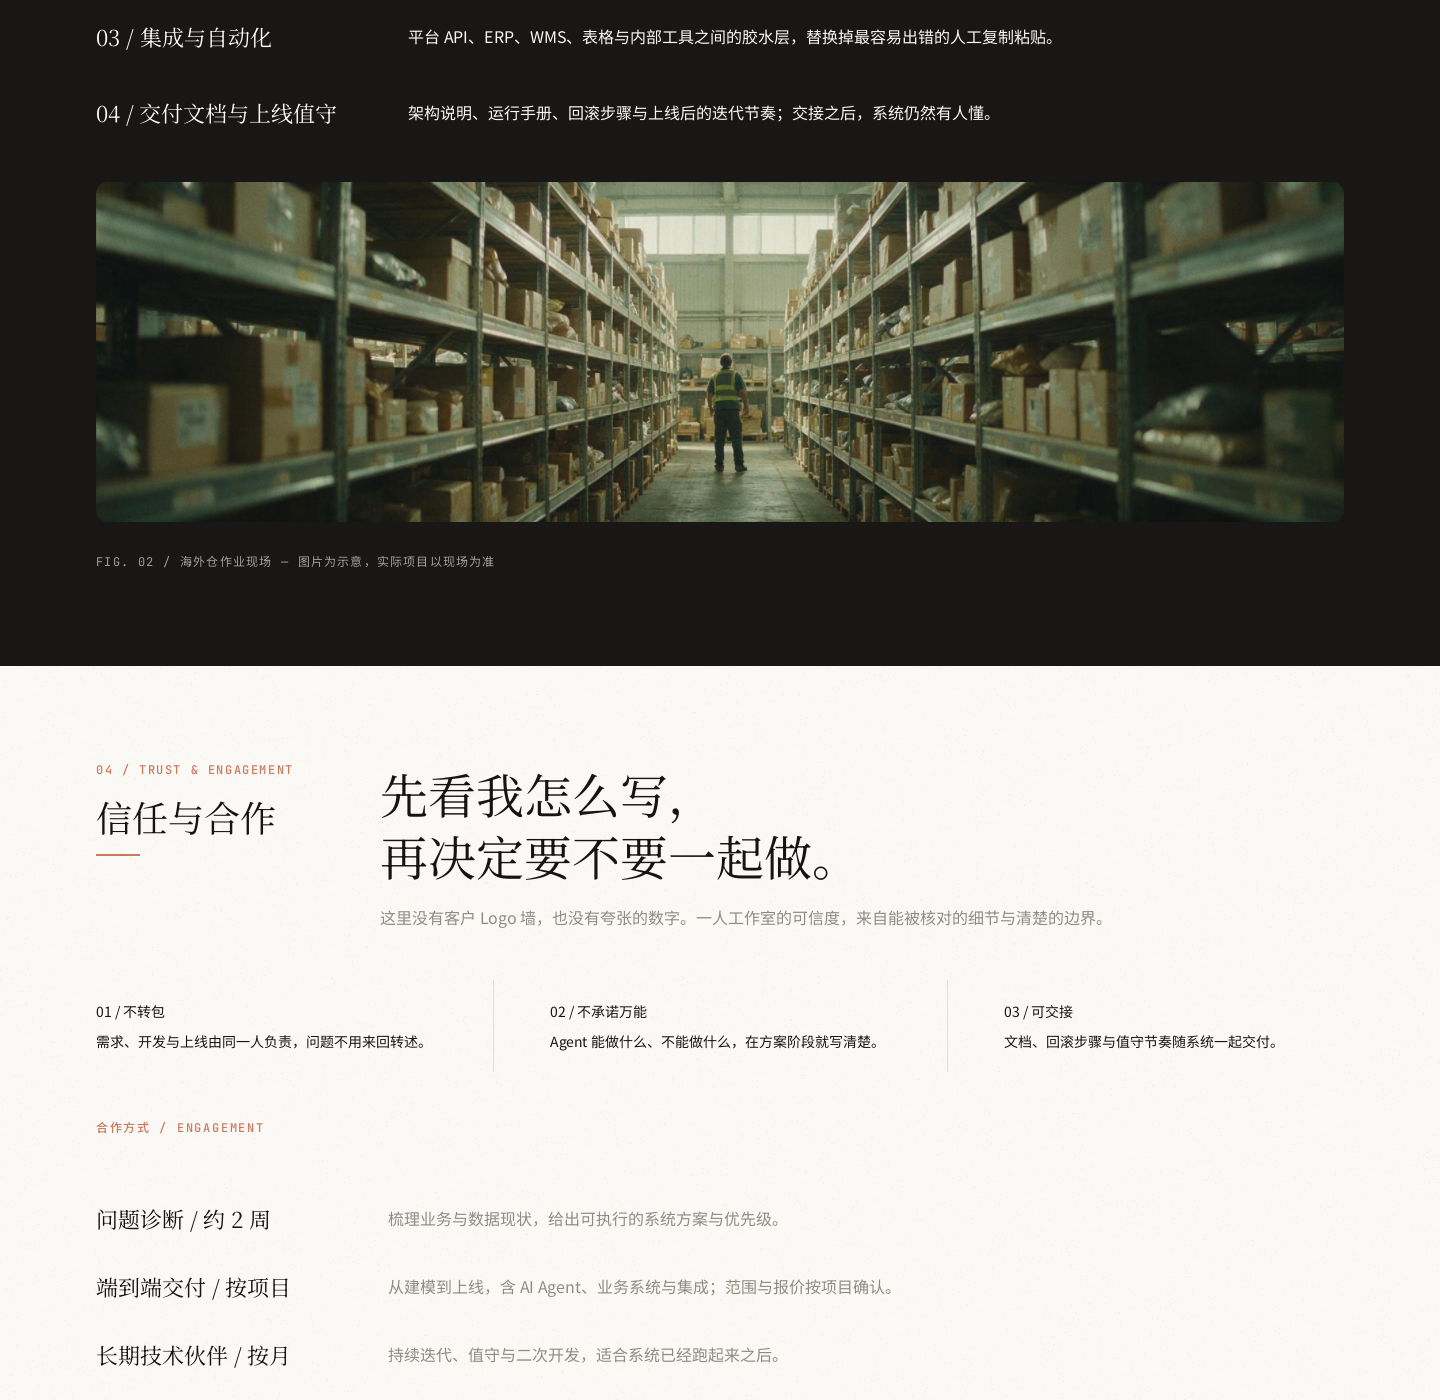 03 / 集成与自动化
平台 API、ERP、WMS、表格与内部工具之间的胶水层，替换掉最容易出错的人工复制粘贴。
04 / 交付文档与上线值守
架构说明、运行手册、回滚步骤与上线后的迭代节奏；交接之后，系统仍然有人懂。
FIG. 02 / 海外仓作业现场 — 图片为示意，实际项目以现场为准
04 / TRUST & ENGAGEMENT
信任与合作
先看我怎么写，
再决定要不要一起做。
这里没有客户 Logo 墙，也没有夸张的数字。一人工作室的可信度，来自能被核对的细节与清楚的边界。
01 / 不转包
需求、开发与上线由同一人负责，问题不用来回转述。
02 / 不承诺万能
Agent 能做什么、不能做什么，在方案阶段就写清楚。
03 / 可交接
文档、回滚步骤与值守节奏随系统一起交付。
合作方式 / ENGAGEMENT
问题诊断 / 约 2 周
梳理业务与数据现状，给出可执行的系统方案与优先级。
端到端交付 / 按项目
从建模到上线，含 AI Agent、业务系统与集成；范围与报价按项目确认。
长期技术伙伴 / 按月
持续迭代、值守与二次开发，适合系统已经跑起来之后。